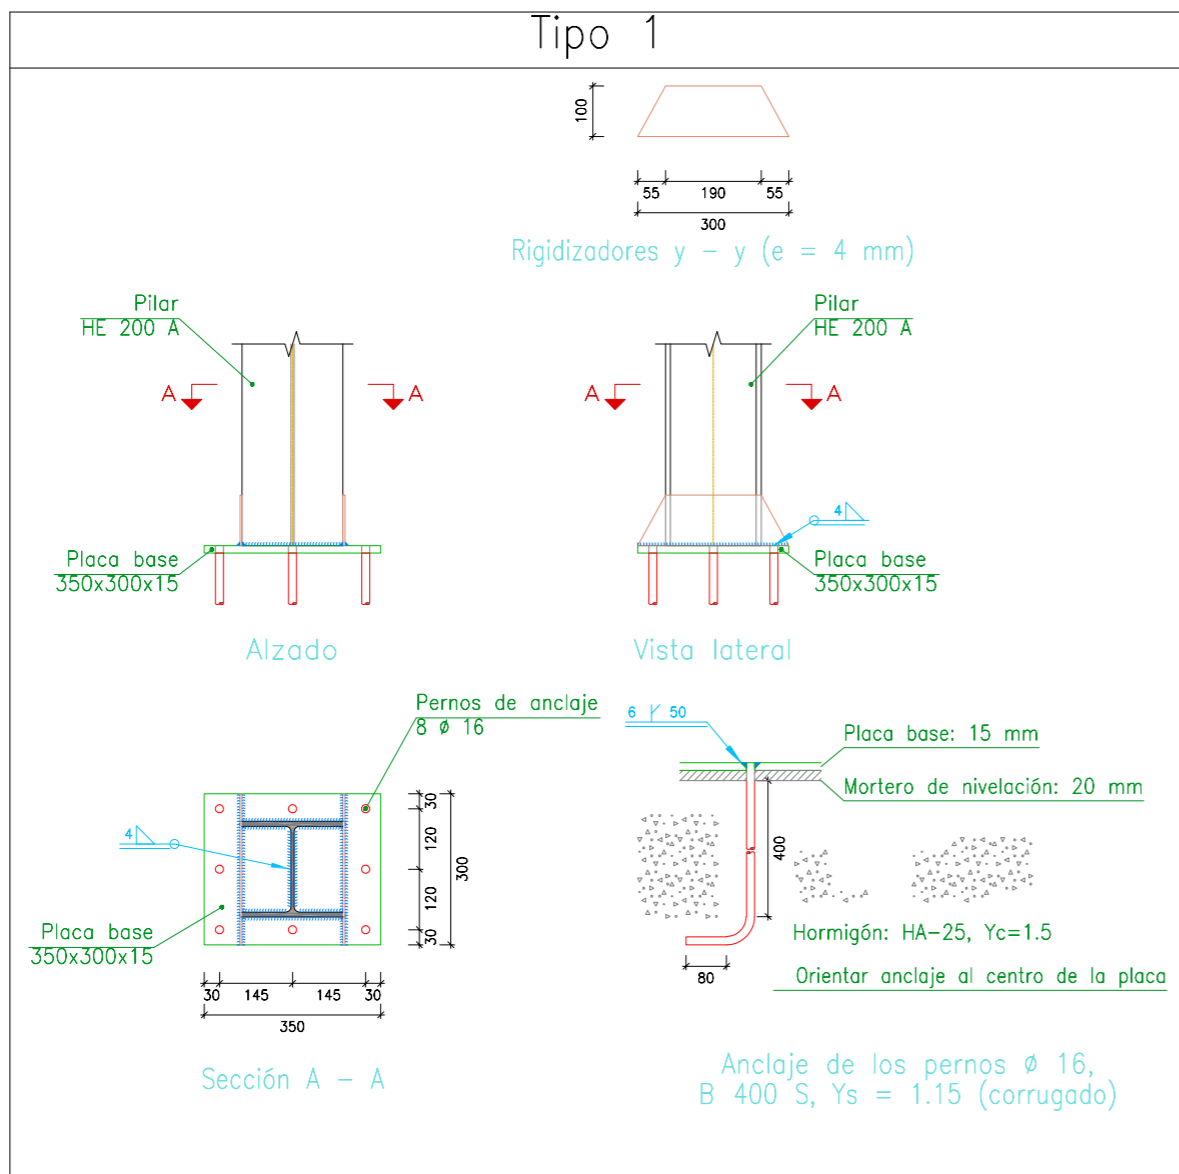 Tipo 1
100
55
190
55
300
Rigidizadores y - y (e = 4 mm)
Pilar
HE 200 A
Pilar
HE 200 A
A
A
A
A
4
Placa base
350x300x15
Placa base
350x300x15
Alzado
Vista lateral
Pernos de anclaje
8 ø 16
6
50
Placa base: 15 mm
Mortero de nivelación: 20 mm
30
120
300
120
30
4
400
Placa base
350x300x15
Hormigón: HA-25, Yc=1.5
Orientar anclaje al centro de la placa
80
30
145
145
30
350
Sección A - A
Anclaje de los pernos ø 16,
B 400 S, Ys = 1.15 (corrugado)